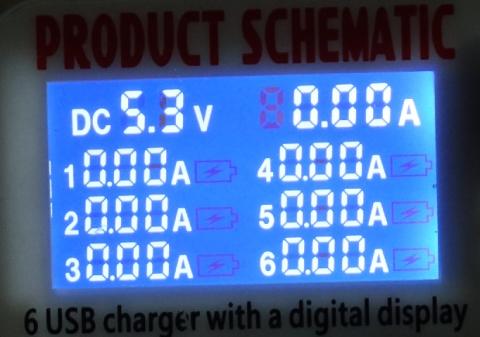 PRODUCT SCHEMATIC
DC 5.3 V 0.00 A
1 0.00 A 4 0.00 A
2 0.00 A 5 0.00 A
3 0.00 A 6 0.00 A
6 USB charger with a digital display